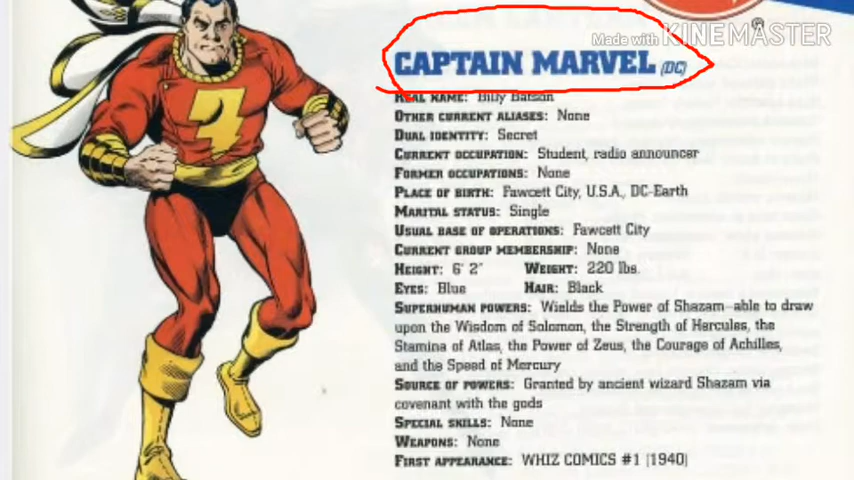 Made with KINEMASTER
CAPTAIN MARVEL (DC)
REAL NAME: Billy Batson
OTHER CURRENT ALIASES: None
DUAL IDENTITY: Secret
CURRENT OCCUPATION: Student, radio announcer
FORMER OCCUPATIONS: None
PLACE OF BIRTH: Fawcett City, U.S.A., DC-Earth
MARITAL STATUS: Single
USUAL BASE OF OPERATIONS: Fawcett City
CURRENT GROUP MEMBERSHIP: None
HEIGHT: 6' 2" WEIGHT: 220 lbs.
EYES: Blue HAIR: Black
SUPERHUMAN POWERS: Wields the Power of Shazam-able to draw
upon the Wisdom of Solomon, the Strength of Hercules, the
Stamina of Atlas, the Power of Zeus, the Courage of Achilles,
and the Speed of Mercury
SOURCE OF POWERS: Granted by ancient wizard Shazam via
covenant with the gods
SPECIAL SKILLS: None
WEAPONS: None
FIRST APPEARANCE: WHIZ COMICS #1 (1940)